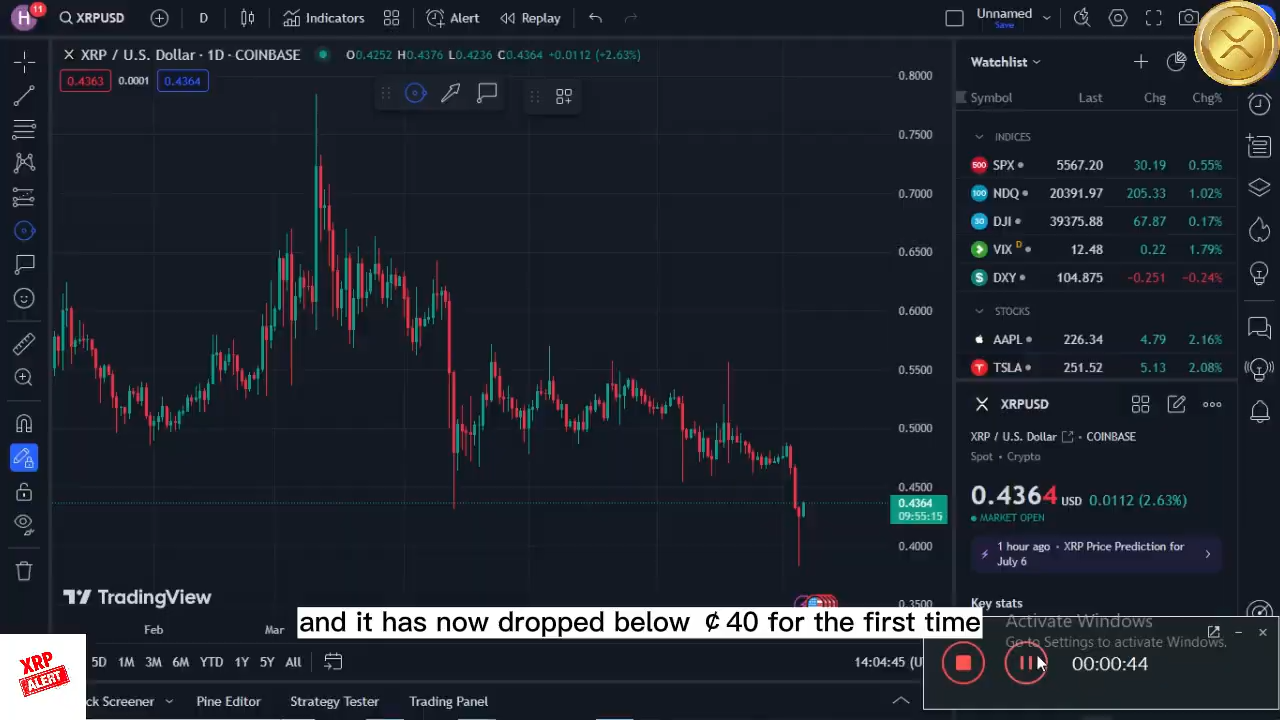 H 11 XRPUSD D Indicators Alert Replay Unnamed
Save
XRP / U.S. Dollar · 1D · COINBASE O0.4252 H0.4376 L0.4236 C0.4364 +0.0112 (+2.63%)
0.4363 0.0001 0.4364
0.8000
0.7500
0.7000
0.6500
0.6000
0.5500
0.5000
0.4500
0.4364
09:55:15
0.4000
0.3500
Watchlist
Symbol Last Chg Chg%
INDICES
500 SPX 5567.20 30.19 0.55%
100 NDQ 20391.97 205.33 1.02%
30 DJI 39375.88 67.87 0.17%
VIX D 12.48 0.22 1.79%
$ DXY 104.875 −0.251 −0.24%
STOCKS
AAPL 226.34 4.79 2.16%
TSLA 251.52 5.13 2.08%
XRPUSD
XRP / U.S. Dollar · COINBASE
Spot · Crypto
0.4364 USD 0.0112 (2.63%)
MARKET OPEN
1 hour ago · XRP Price Prediction for
July 6
Key stats
TradingView
and it has now dropped below ¢40 for the first time
Feb Mar
Activate Windows
Go to Settings to activate Windows.
00:00:44
XRP
ALERT
5D 1M 3M 6M YTD 1Y 5Y All 14:04:45 (U
ck Screener Pine Editor Strategy Tester Trading Panel